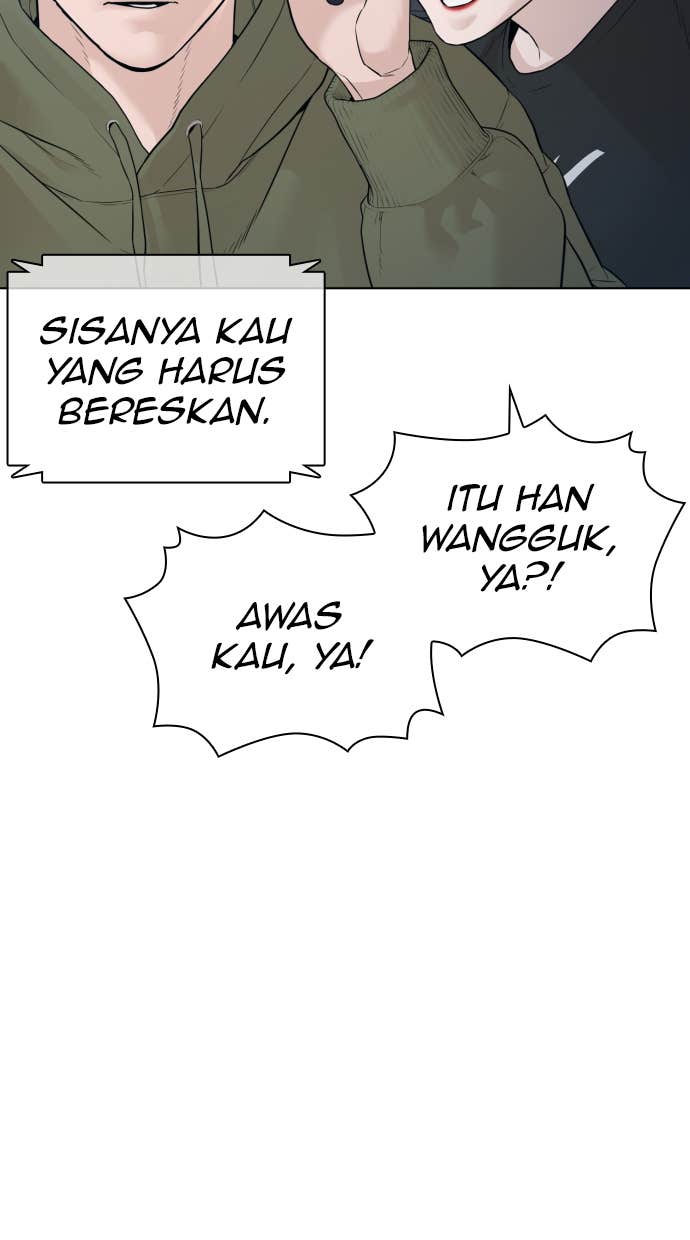 SISANYA KAU
YANG HARUS
BERESKAN.
ITU HAN
WANGGUK,
YA?!
AWAS
KAU, YA!